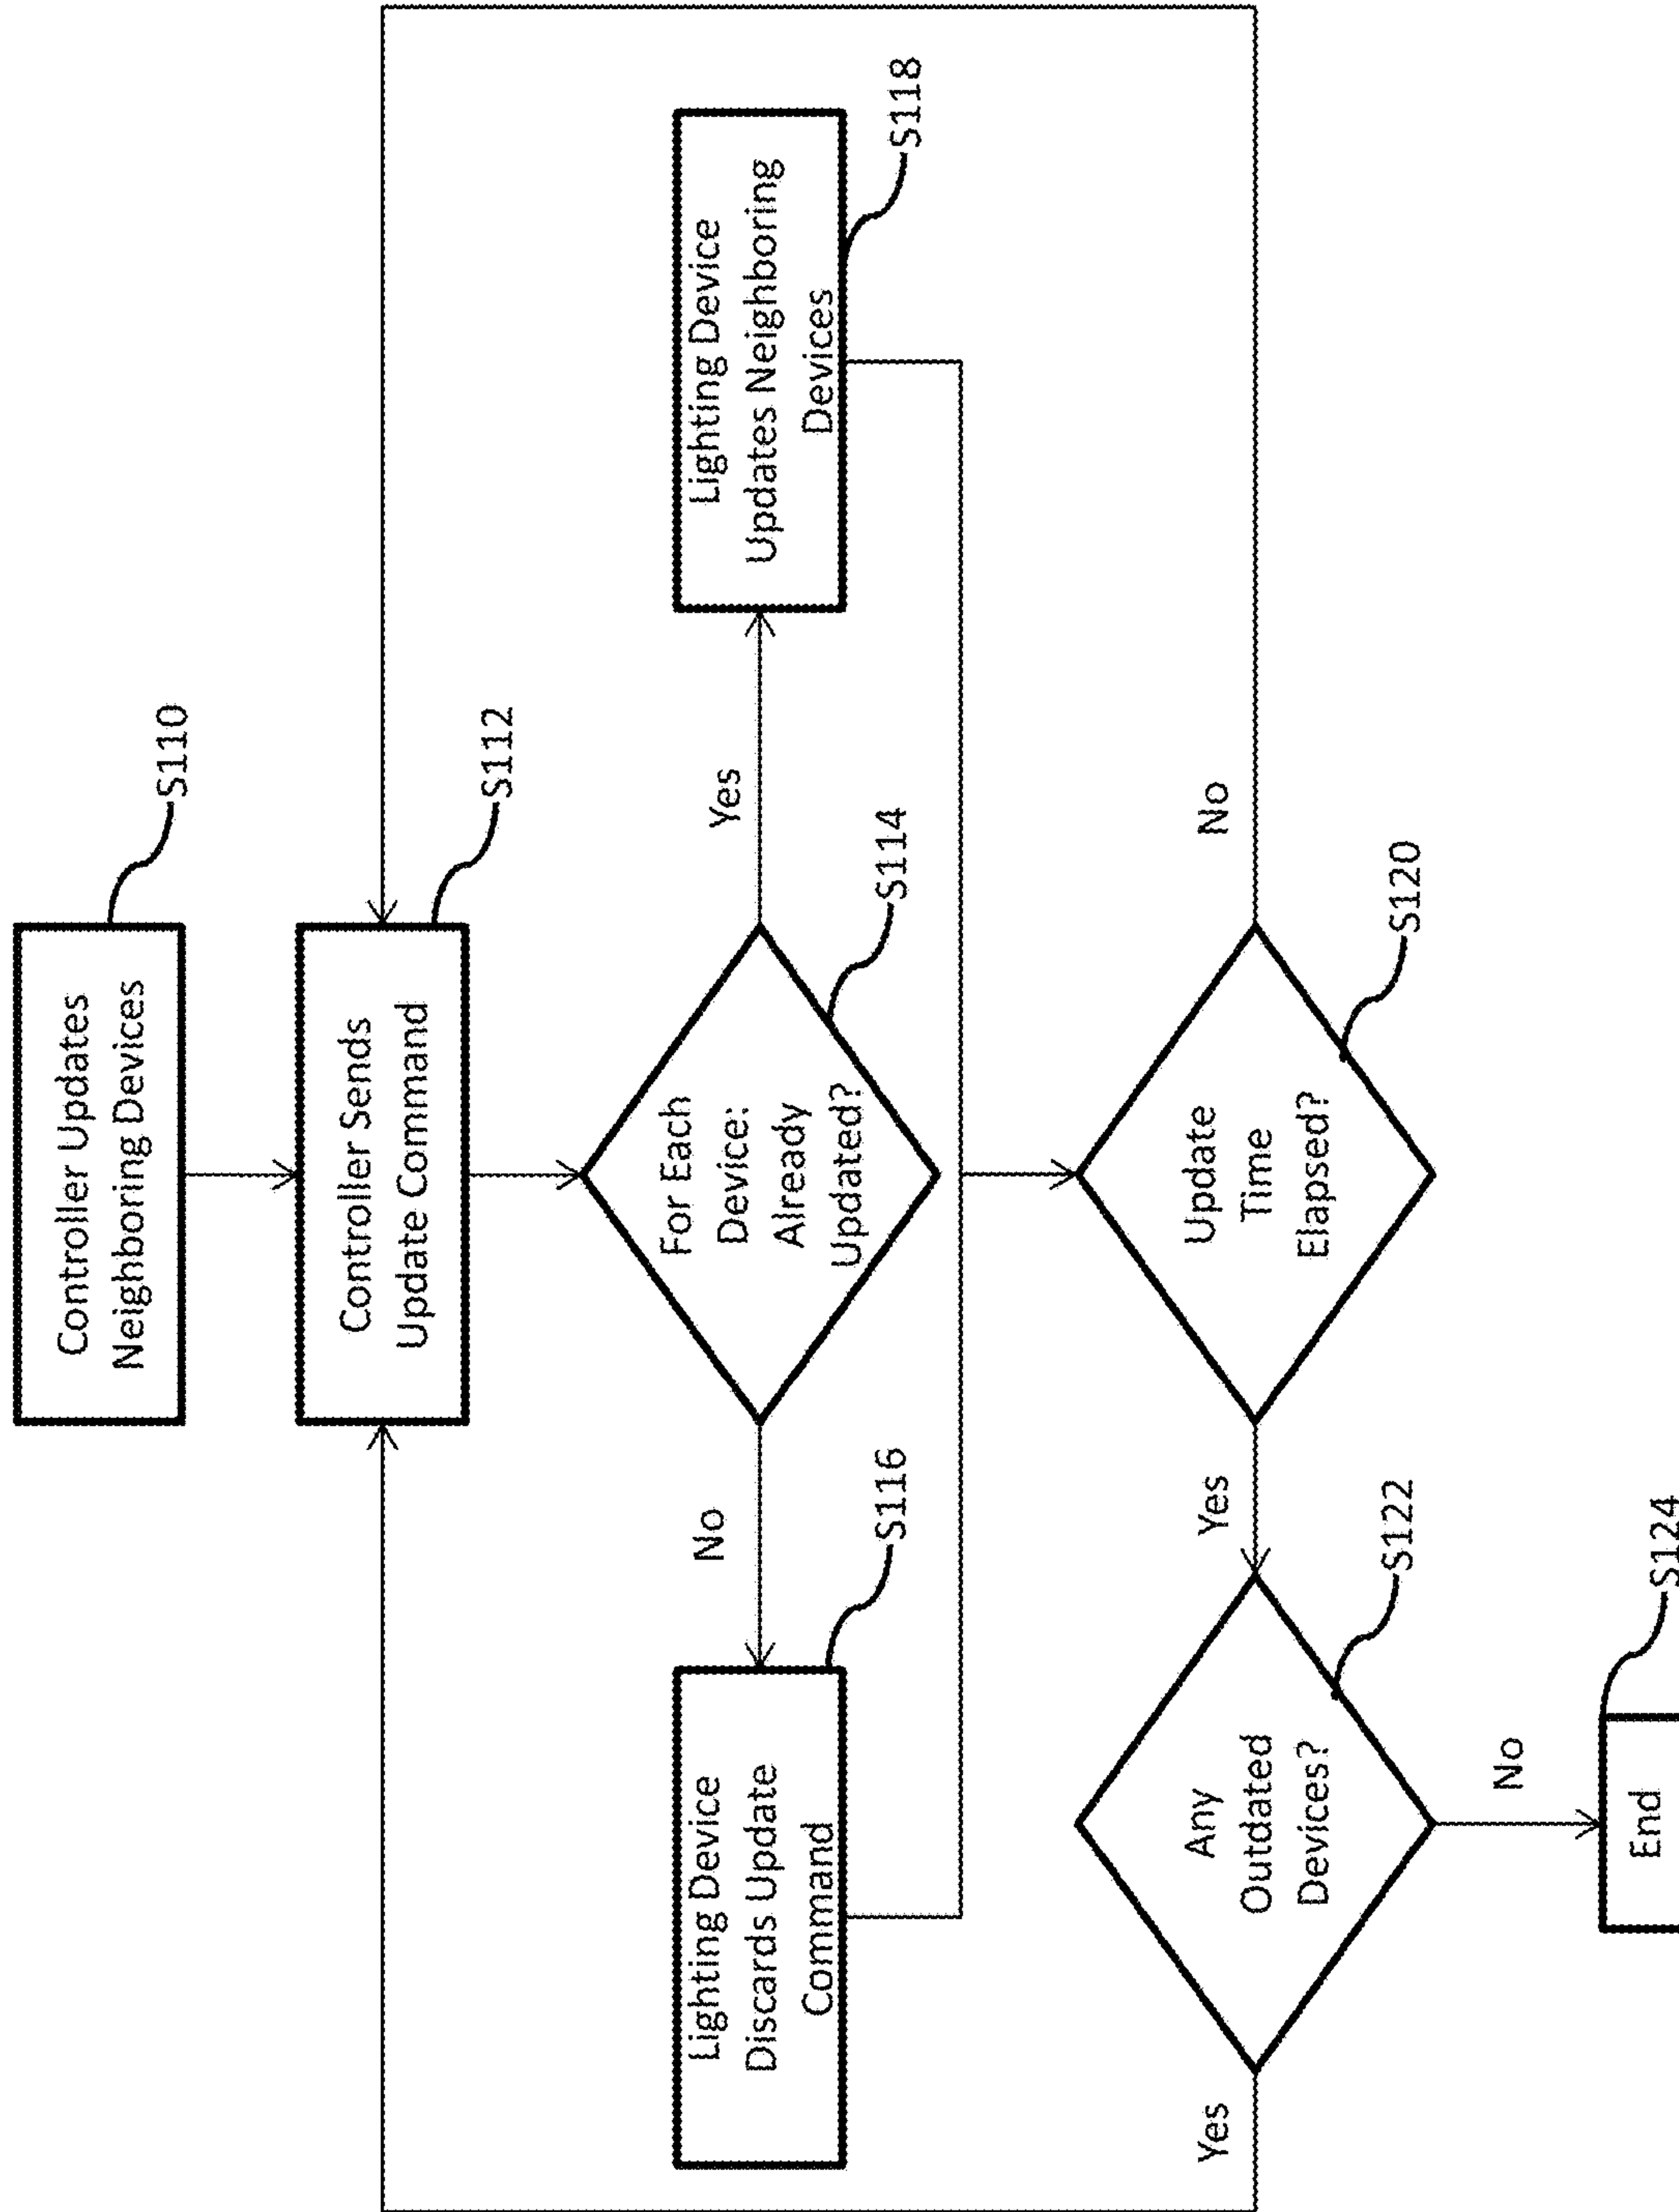 Controller Updates
Neighboring Devices
S110
Controller Sends
Update Command
S112
For Each
Device:
Already
Updated?
S114
No
Yes
Lighting Device
Discards Update
Command
S116
Lighting Device
Updates Neighboring
Devices
S118
Update
Time
Elapsed?
S120
No
Yes
Any
Outdated
Devices?
S122
Yes
No
End
S124